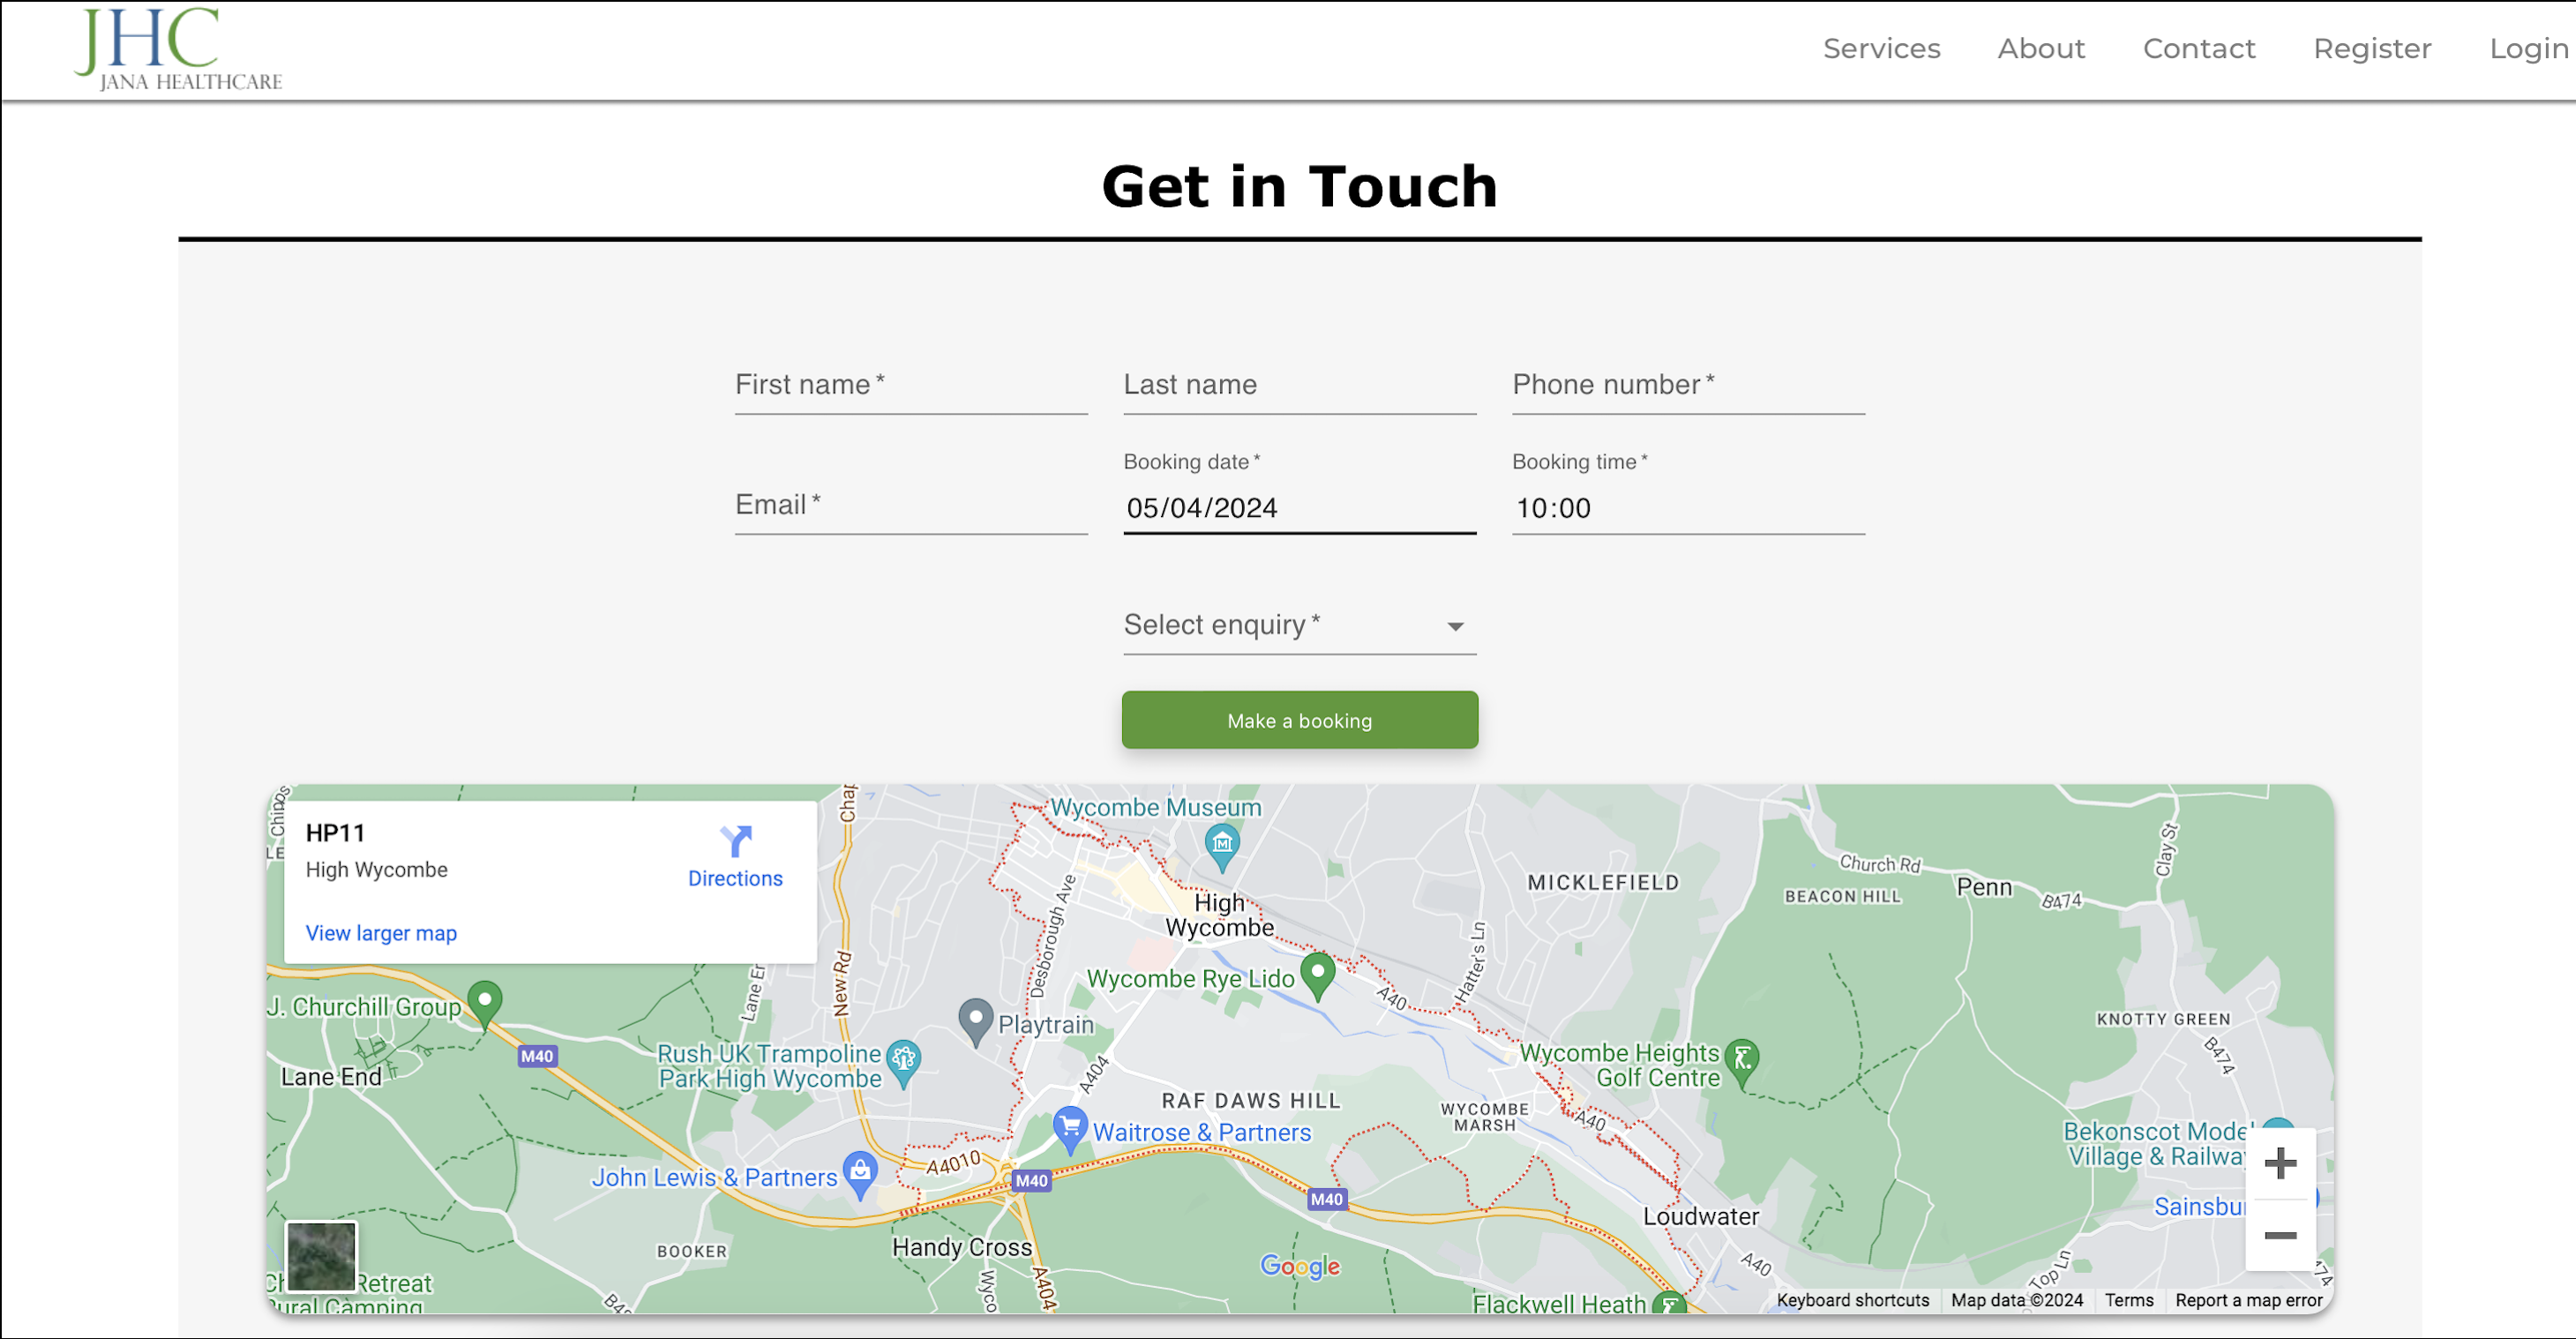 JHC
JANA HEALTHCARE
Services About Contact Register Login
Get in Touch
First name *
Last name
Phone number *
Email *
Booking date *
05/04/2024
Booking time *
10:00
Select enquiry *
Make a booking
HP11
High Wycombe
Directions
View larger map
Wycombe Museum
High
Wycombe
MICKLEFIELD
Church Rd
BEACON HILL
Penn
B474
Clay St
Desborough Ave
New Rd
Hatter's Ln
Wycombe Rye Lido
A40
J. Churchill Group
M40
Playtrain
Rush UK Trampoline
Park High Wycombe
Lane End
A404
Wycombe Heights
Golf Centre
KNOTTY GREEN
B474
RAF DAWS HILL
WYCOMBE
MARSH
A40
Waitrose & Partners
Bekonscot Model
Village & Railway
A4010
John Lewis & Partners
M40
M40
Sainsbu
Loudwater
BOOKER
Handy Cross
A404
Google
A40
Retreat
Flackwell Heath
Keyboard shortcuts
Map data ©2024
Terms
Report a map error